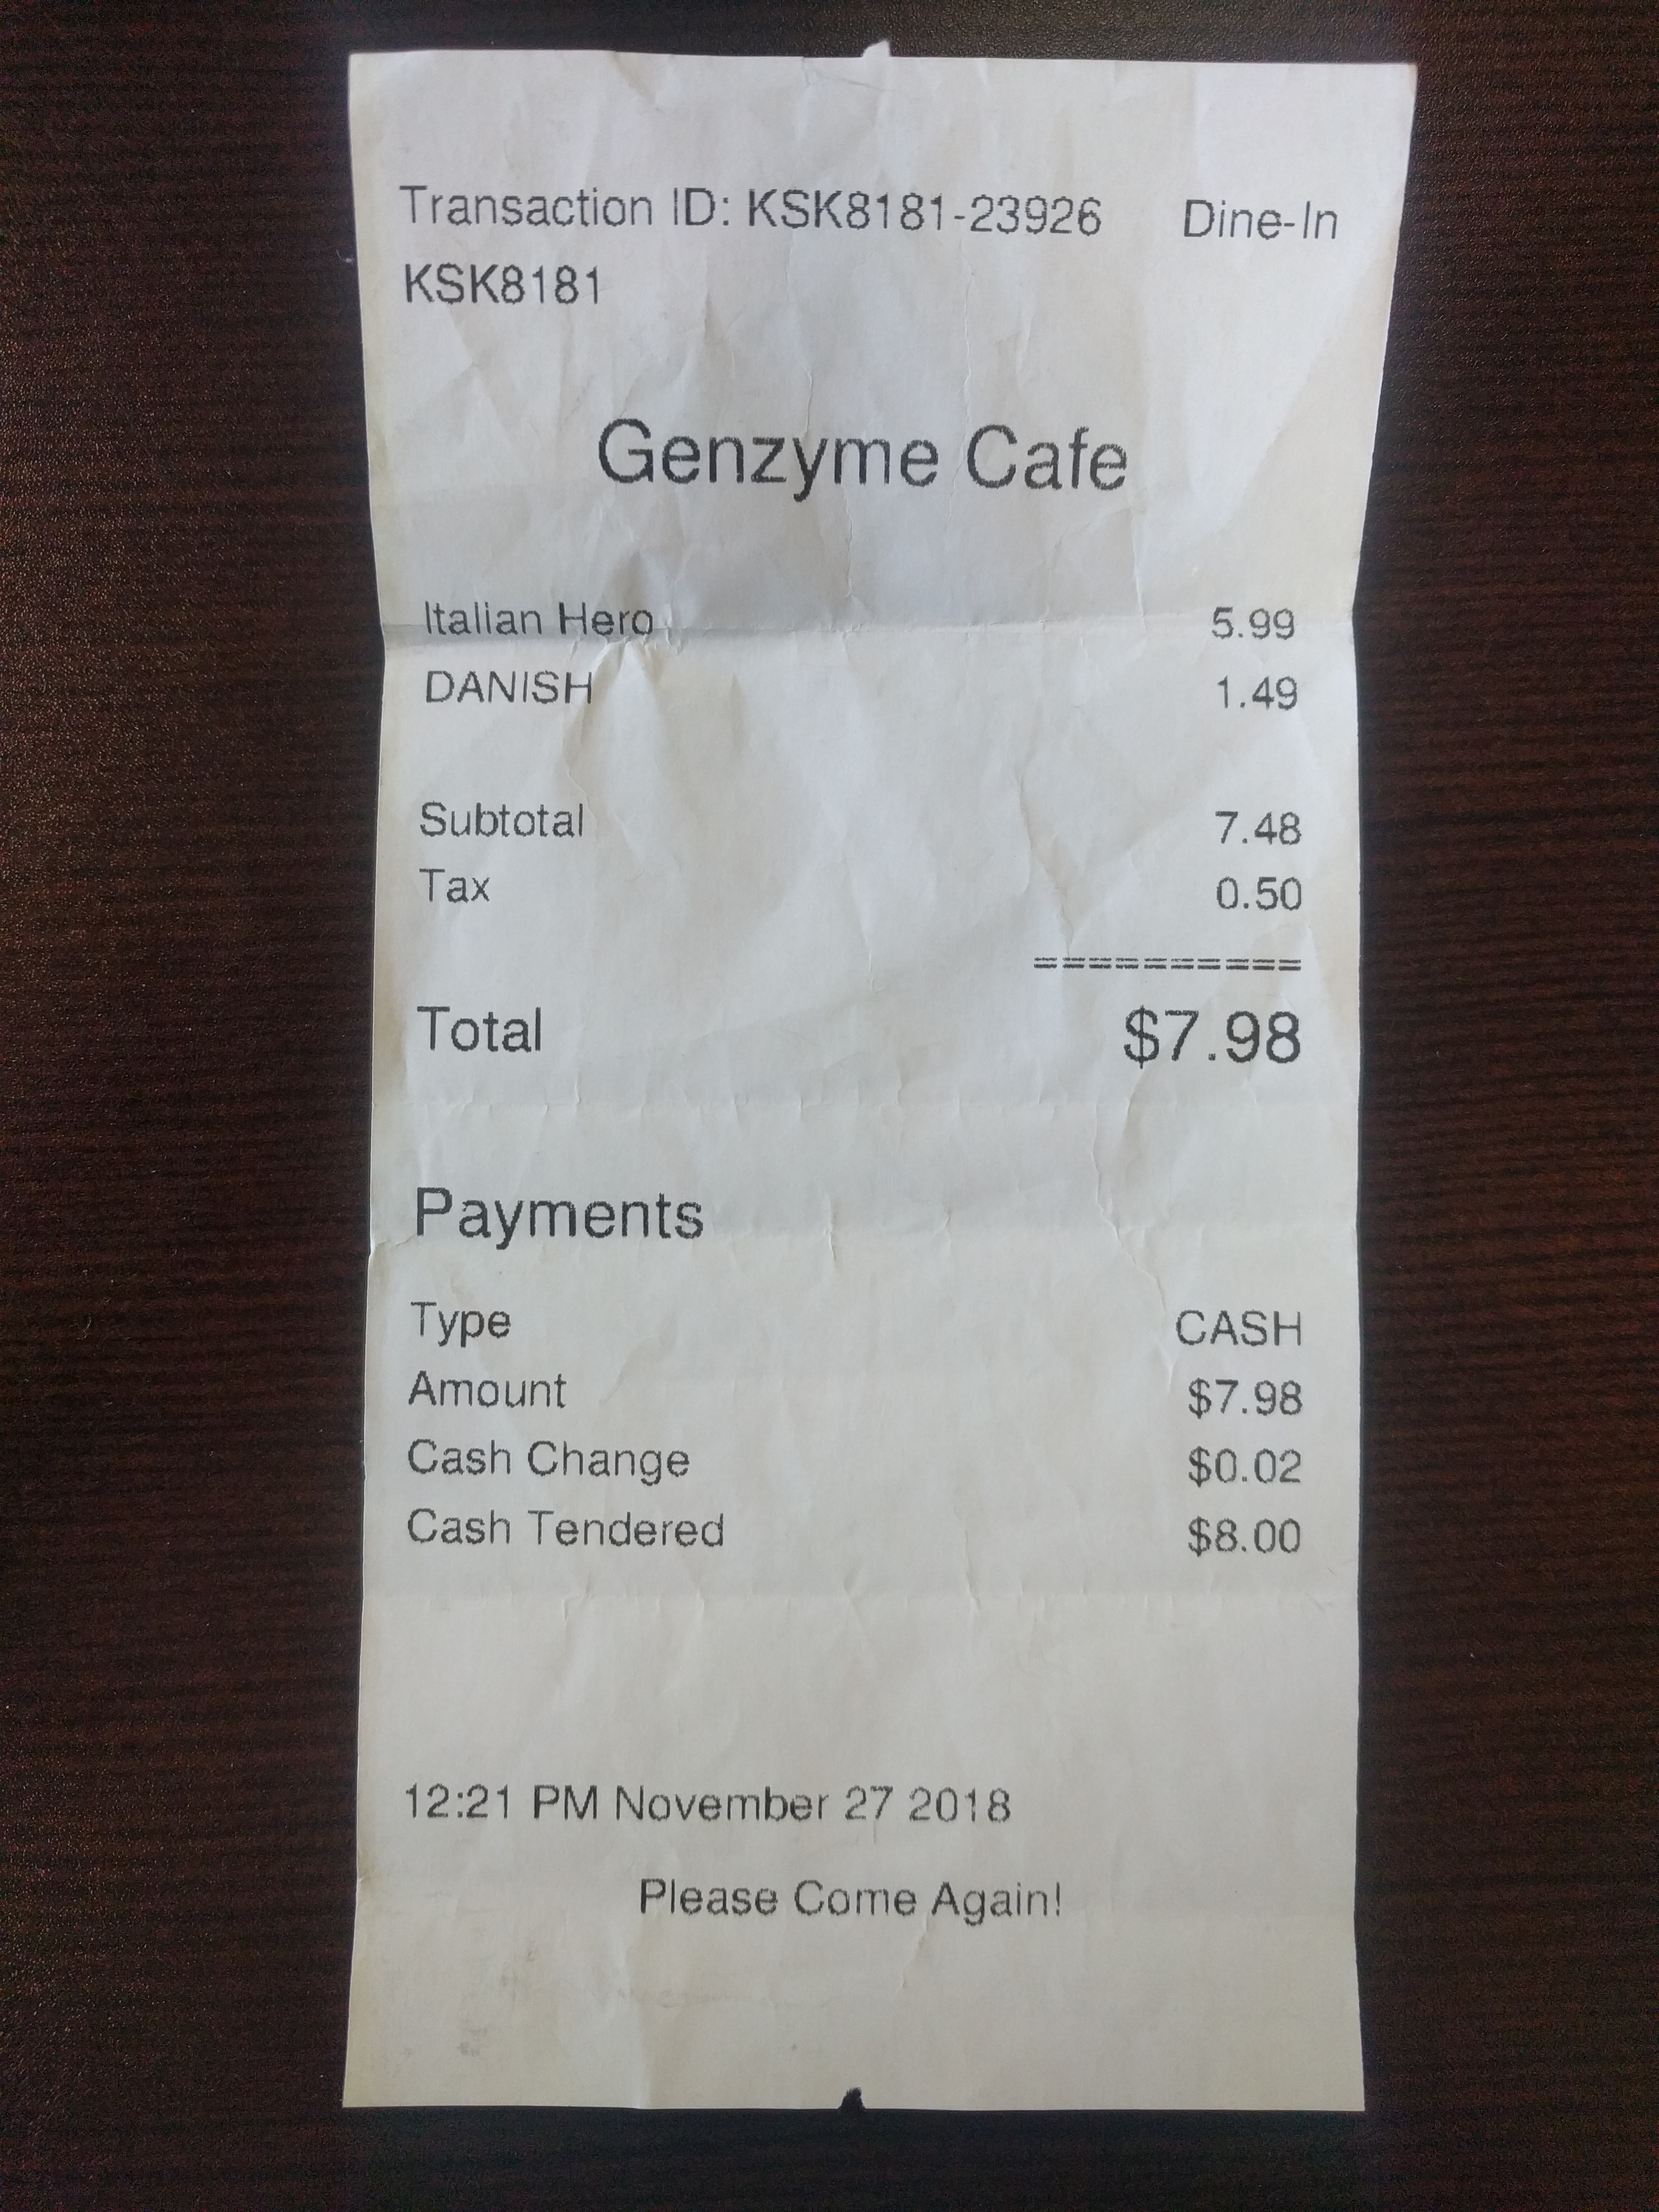 Transaction ID: KSK8181-23926 Dine-In
KSK8181
Genzyme Cafe
Italian Hero 5.99
DANISH 1.49
Subtotal 7.48
Tax 0.50
==========
Total $7.98
Payments
Type CASH
Amount $7.98
Cash Change $0.02
Cash Tendered $8.00
12:21 PM November 27 2018
Please Come Again!